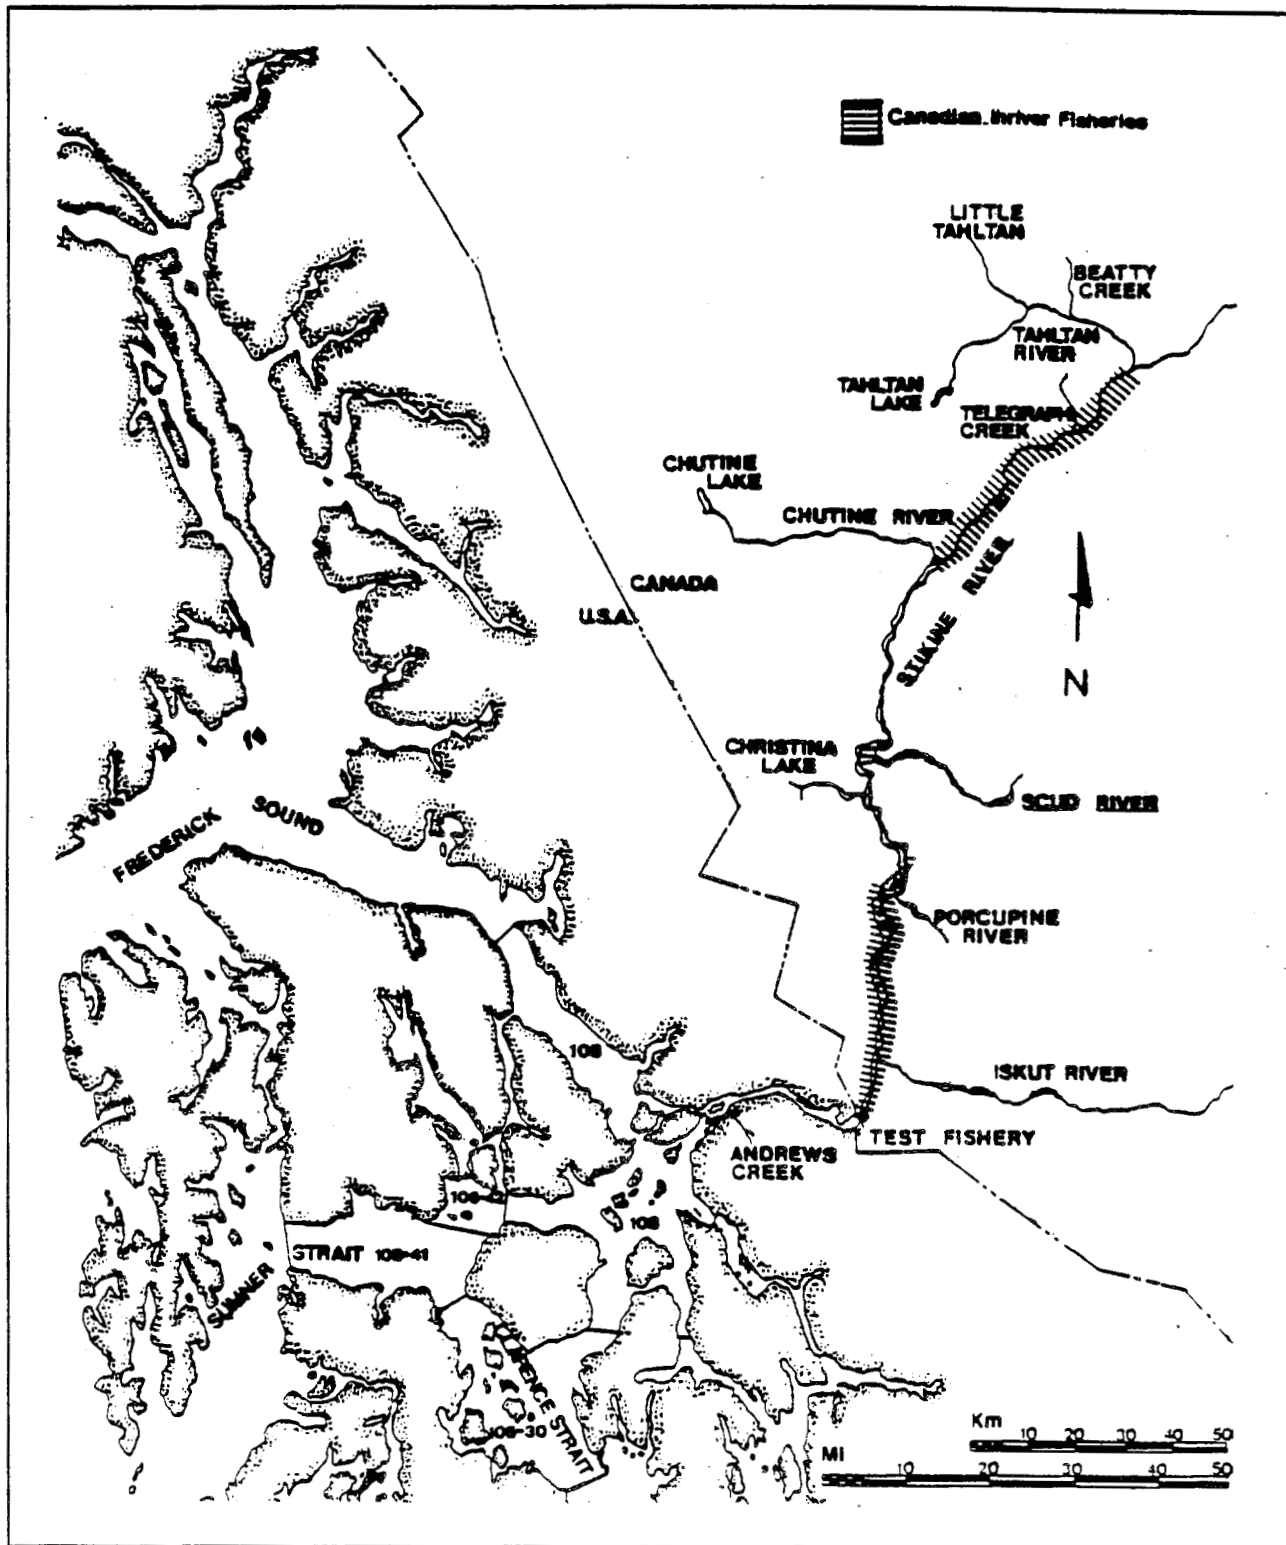 Canadian Inriver Fisheries
LITTLE
TAHLTAN
BEATTY
CREEK
TAHLTAN
RIVER
TAHLTAN
LAKE
TELEGRAPH
CREEK
CHUTINE
LAKE
CHUTINE RIVER
STIKINE RIVER
CANADA
U.S.A.
N
CHRISTINA
LAKE
SCUD RIVER
FREDERICK SOUND
PORCUPINE
RIVER
108
ISKUT RIVER
TEST FISHERY
ANDREWS
CREEK
108
SUMNER STRAIT 106-41
STRAIT
106-30
Km
10 20 30 40 50
MI
10 20 30 40 50